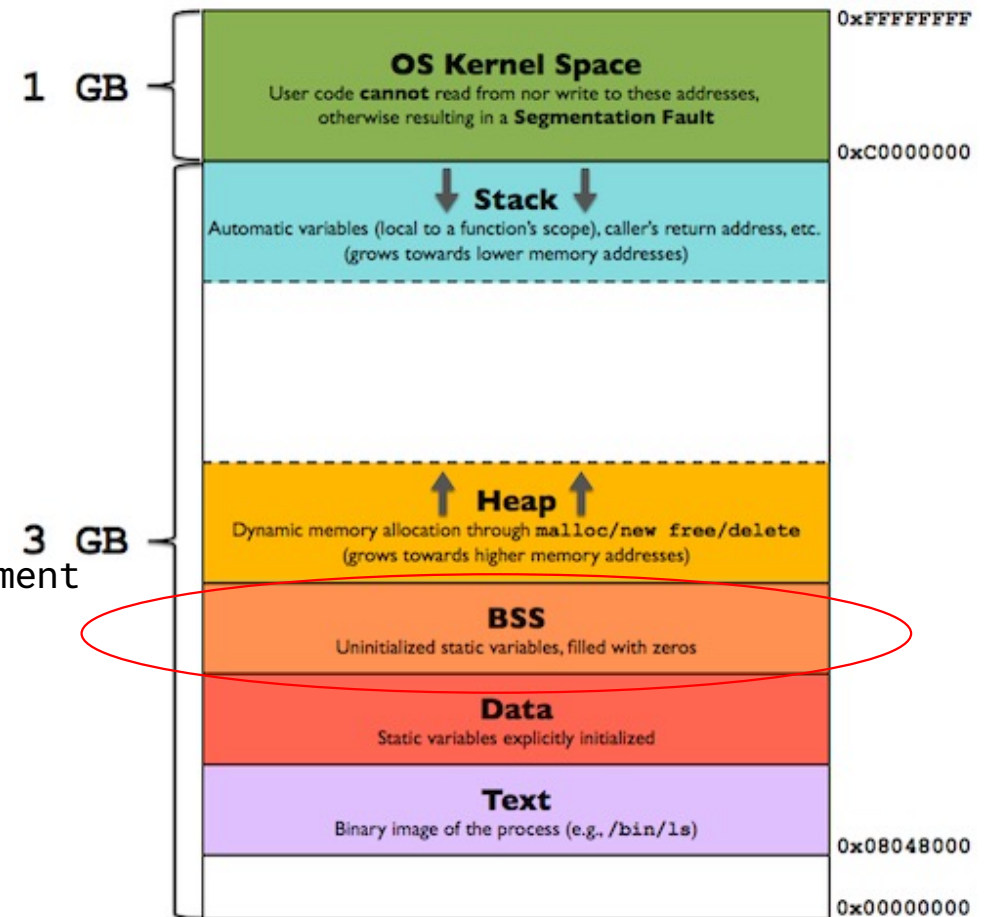 0xFFFFFFFF
OS Kernel Space
1 GB
User code cannot read from nor write to these addresses,
otherwise resulting in a Segmentation Fault
0xC0000000
Stack
Automatic variables (local to a function's scope), caller's return address, etc.
(grows towards lower memory addresses)
Heap
Dynamic memory allocation through malloc/new free/delete
3 GB
(grows towards higher memory addresses)
ment
BSS
Uninitialized static variables, filled with zeros
Data
Static variables explicitly initialized
Text
Binary image of the process (e.g., /bin/ls)
0x08048000
0x00000000